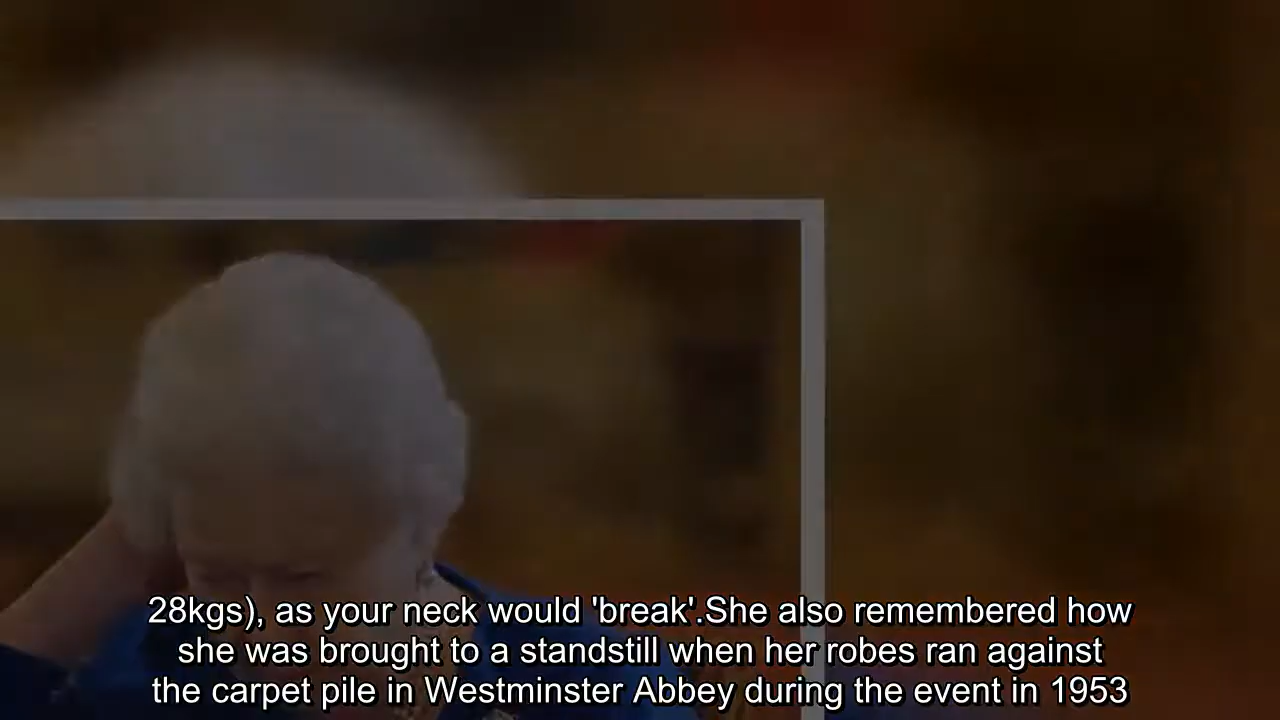 28kgs), as your neck would 'break'.She also remembered how
she was brought to a standstill when her robes ran against
the carpet pile in Westminster Abbey during the event in 1953